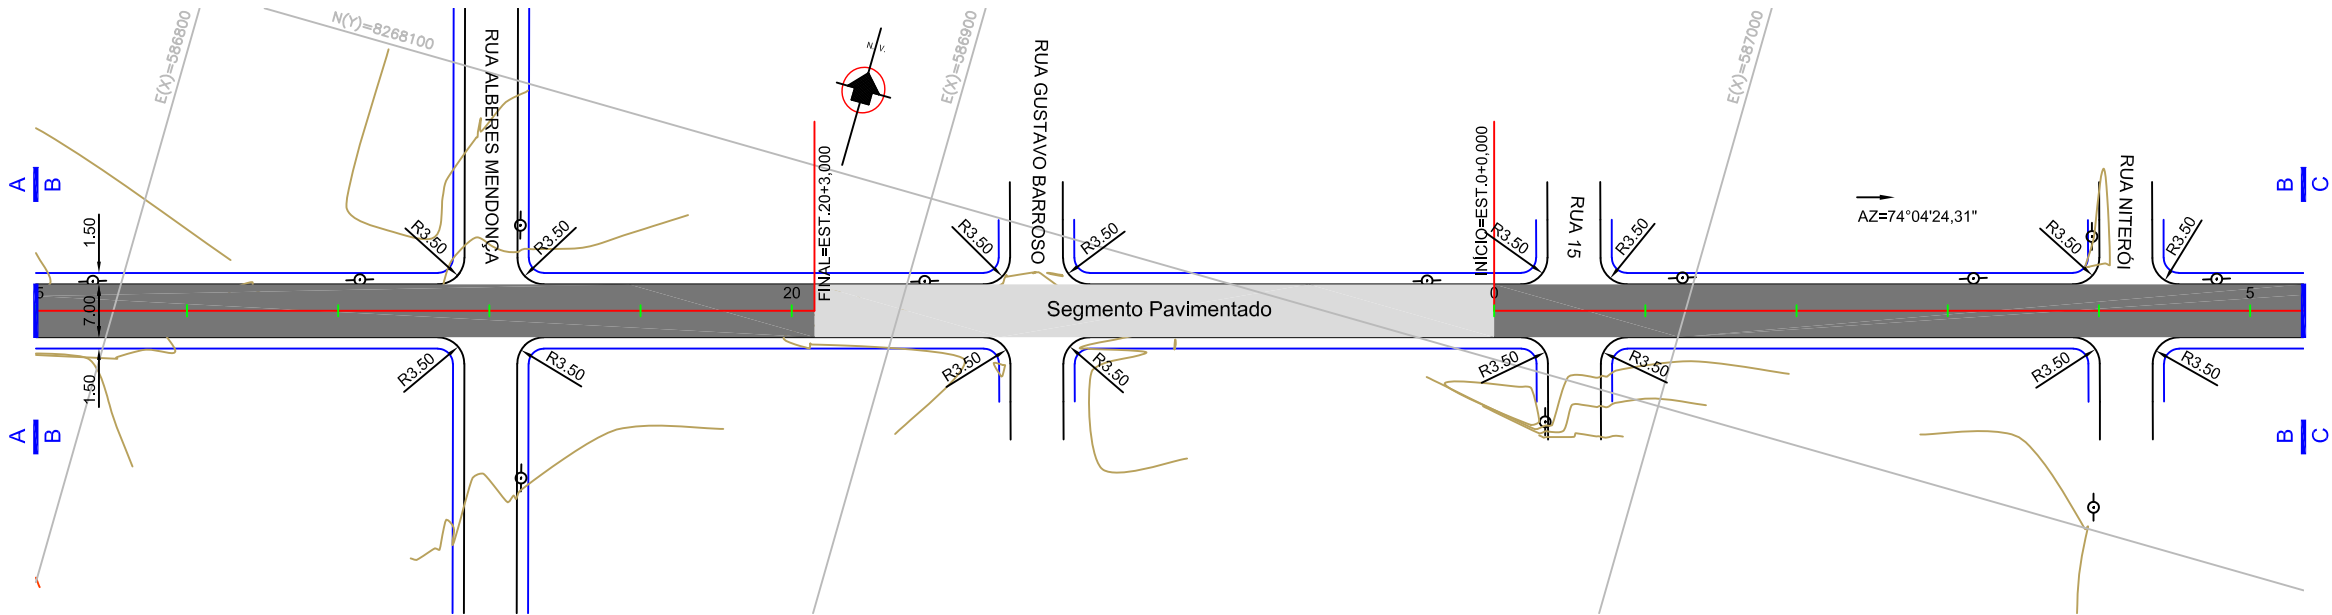 E(X)=586800
N(Y)=8268100
RUA ALBERES MENDONÇA
N.V.
E(X)=586900
RUA GUSTAVO BARROSO
E(X)=587000
FINAL=EST.20+3,000
INÍCIO=EST.0+0,000
RUA 15
AZ=74°04'24,31"
RUA NITERÓI
A
B
B
C
1.50
R3.50
R3.50
R3.50
R3.50
R3.50
R3.50
R3.50
R3.50
5
7.00
20
Segmento Pavimentado
0
5
1.50
R3.50
R3.50
R3.50
R3.50
R3.50
R3.50
R3.50
R3.50
A
B
B
C